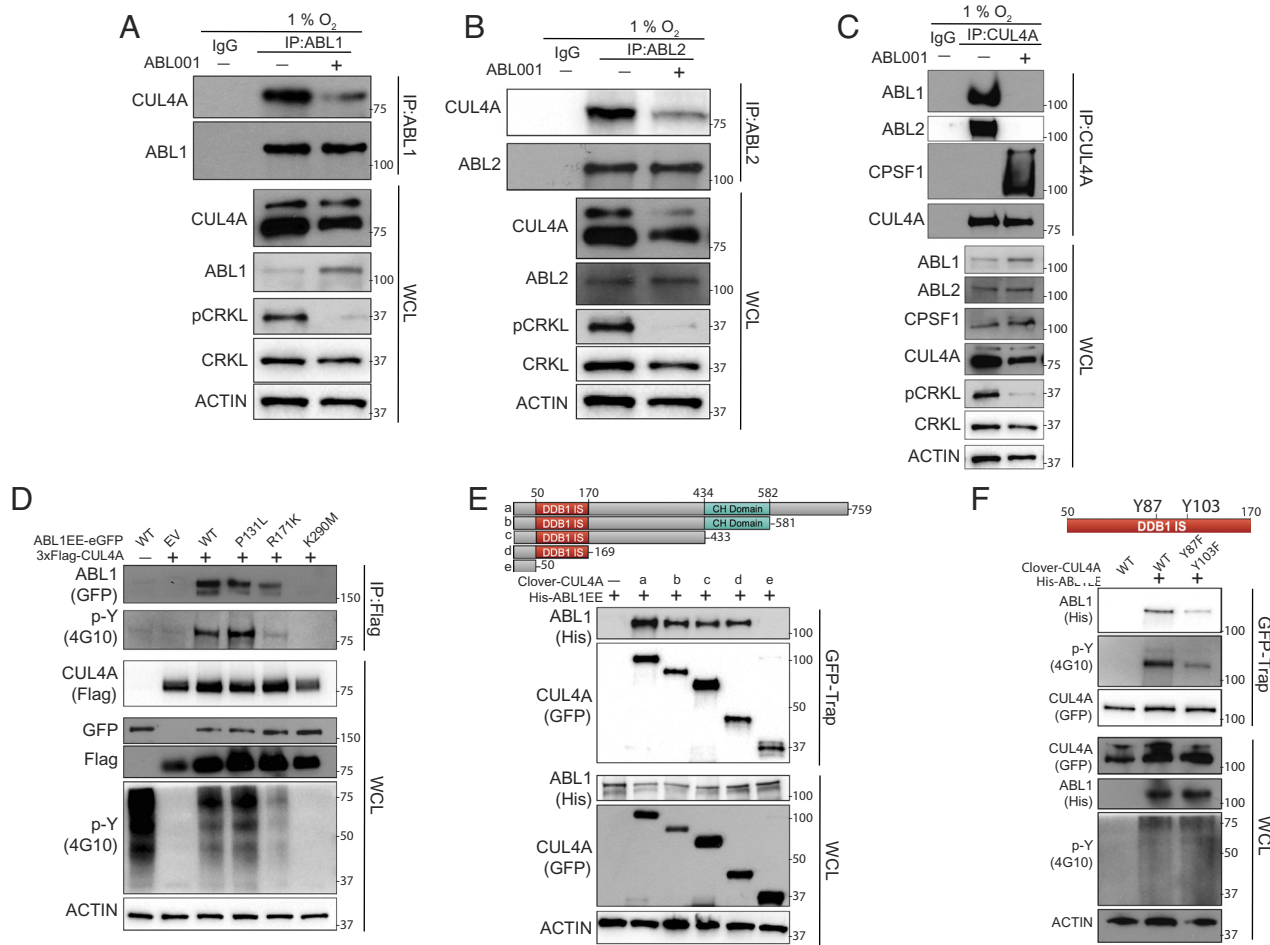 A
1 % O2
IgG IP:ABL1
ABL001 – – +
CUL4A 75
ABL1 100
IP:ABL1
CUL4A 75
ABL1 100
pCRKL 37
CRKL 37
ACTIN 37
WCL
B
1 % O2
IgG IP:ABL2
ABL001 – – +
CUL4A 75
ABL2 100
IP:ABL2
CUL4A 75
ABL2 100
pCRKL 37
CRKL 37
ACTIN 37
WCL
C
1 % O2
IgG IP:CUL4A
ABL001 – – +
ABL1 100
ABL2 100
CPSF1 100
CUL4A 75
IP:CUL4A
ABL1 100
ABL2 100
CPSF1 100
CUL4A 75
pCRKL 37
CRKL 37
ACTIN 37
WCL
D
ABL1EE-eGFP WT EV WT P131L R171K K290M
3xFlag-CUL4A – + + + + +
ABL1
(GFP) 150
p-Y
(4G10) 75
IP:Flag
CUL4A
(Flag) 75
GFP 150
Flag 75
p-Y
(4G10) 75 50 37
ACTIN 37
WCL
E
50 170 434 582
a DDB1 IS CH Domain 759
b DDB1 IS CH Domain 581
c DDB1 IS 433
d DDB1 IS 169
e 50
Clover-CUL4A – a b c d e
His-ABL1EE + + + + + +
ABL1
(His) 100
CUL4A
(GFP) 100 50 37
GFP-Trap
ABL1
(His) 100
CUL4A
(GFP) 100 50 37
ACTIN 37
WCL
F
Y87 Y103
50 DDB1 IS 170
Clover-CUL4A WT WT Y87F Y103F
His-ABL1EE + +
ABL1
(His) 100
p-Y
(4G10) 100
CUL4A
(GFP) 100
GFP-Trap
CUL4A
(GFP) 100
ABL1
(His) 100
p-Y
(4G10) 75 50 37
ACTIN 37
WCL